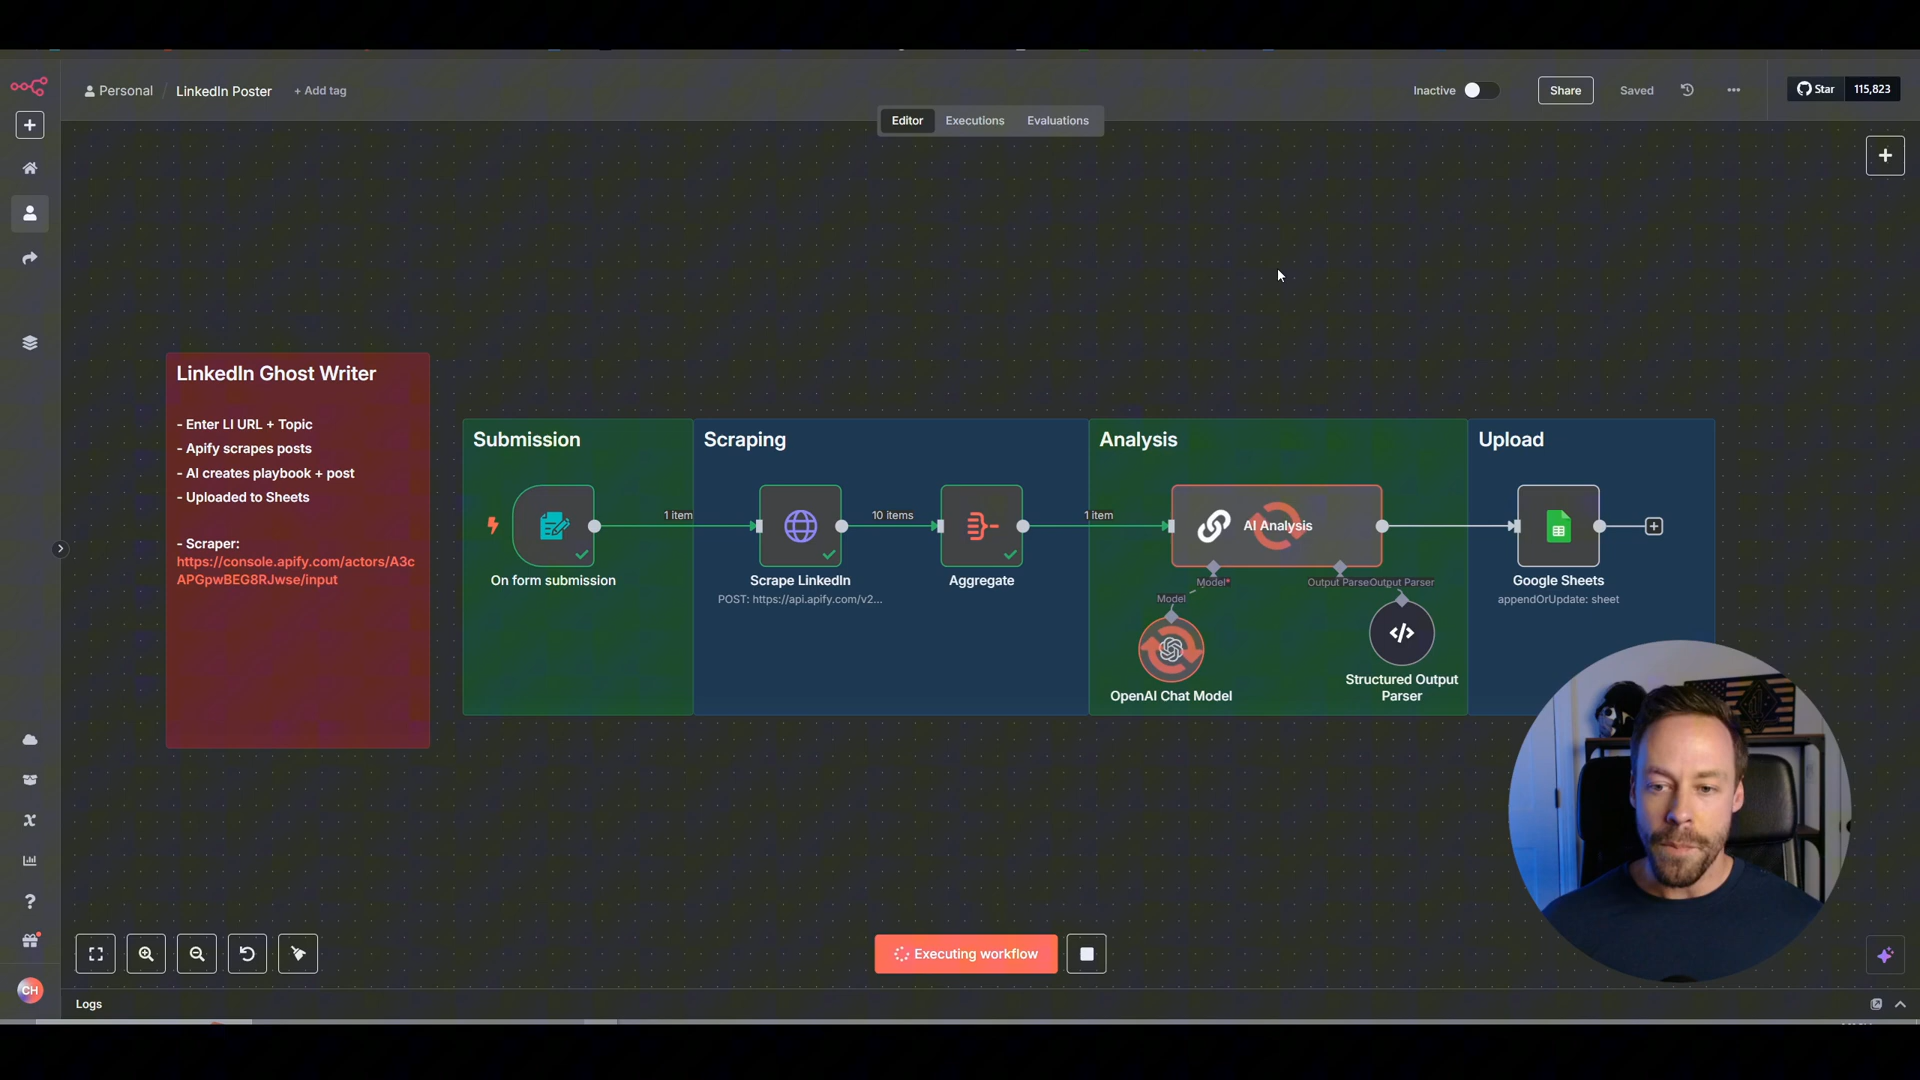 Personal / LinkedIn Poster + Add tag
Inactive
Share
Saved
Star 115,823
Editor Executions Evaluations
LinkedIn Ghost Writer
- Enter LI URL + Topic
- Apify scrapes posts
- AI creates playbook + post
- Uploaded to Sheets
- Scraper:
https://console.apify.com/actors/A3c
APGpwBEG8RJwse/input
Submission
1 item
On form submission
Scraping
10 items
Scrape LinkedIn
POST: https://api.apify.com/v2...
Aggregate
1 item
Analysis
AI Analysis
Model*
Model
OpenAI Chat Model
Output Parse
Output Parser
Structured Output
Parser
Upload
Google Sheets
appendOrUpdate: sheet
Executing workflow
CH
Logs